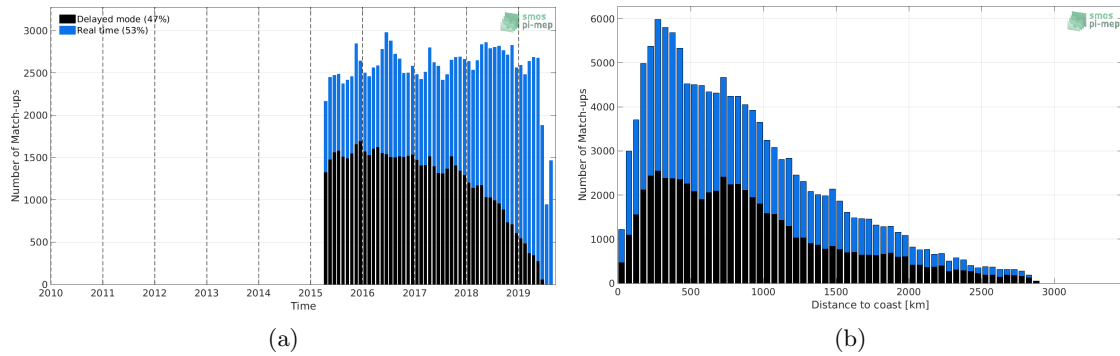 Delayed mode (47%)
Real time (53%)
smos
pi-mep
Number of Match-ups
3000
2500
2000
1500
1000
500
0
2010 2011 2012 2013 2014 2015 2016 2017 2018 2019
Time
(a)
smos
pi-mep
Number of Match-ups
6000
5000
4000
3000
2000
1000
0
0 500 1000 1500 2000 2500 3000
Distance to coast [km]
(b)